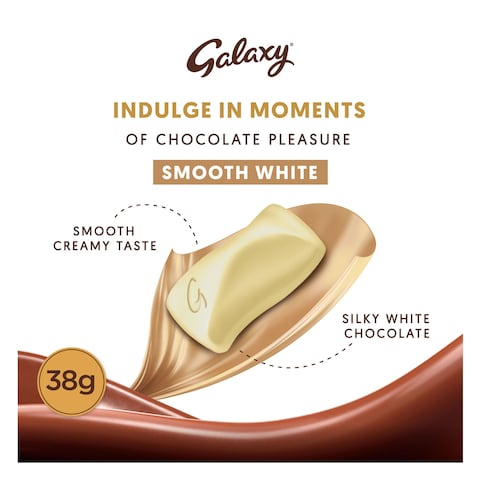 Galaxy
INDULGE IN MOMENTS
OF CHOCOLATE PLEASURE
SMOOTH WHITE
SMOOTH
CREAMY TASTE
G
SILKY WHITE
CHOCOLATE
38g